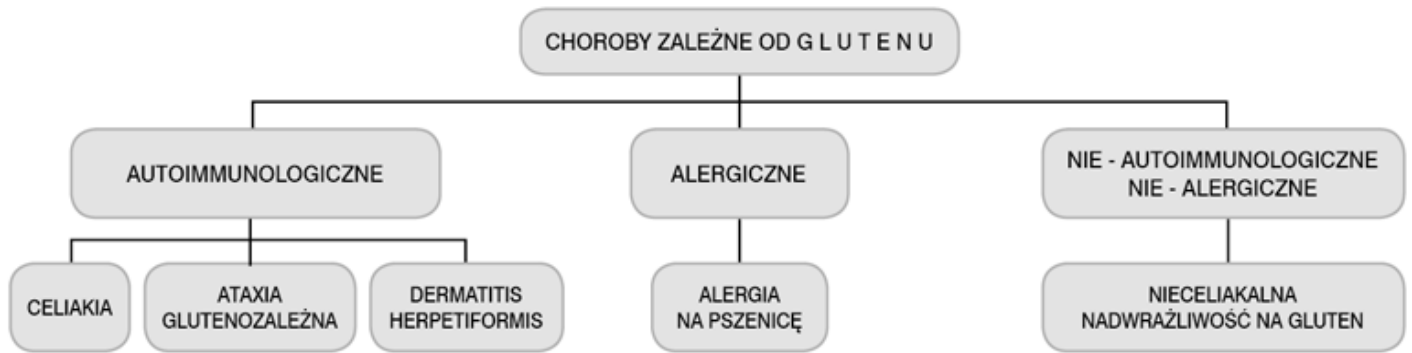 CHOROBY ZALEŻNE OD G L U T E N U
AUTOIMMUNOLOGICZNE
ALERGICZNE
NIE - AUTOIMMUNOLOGICZNE
NIE - ALERGICZNE
CELIAKIA
ATAXIA
GLUTENOZALEŻNA
DERMATITIS
HERPETIFORMIS
ALERGIA
NA PSZENICĘ
NIECELIAKALNA
NADWRAŻLIWOŚĆ NA GLUTEN